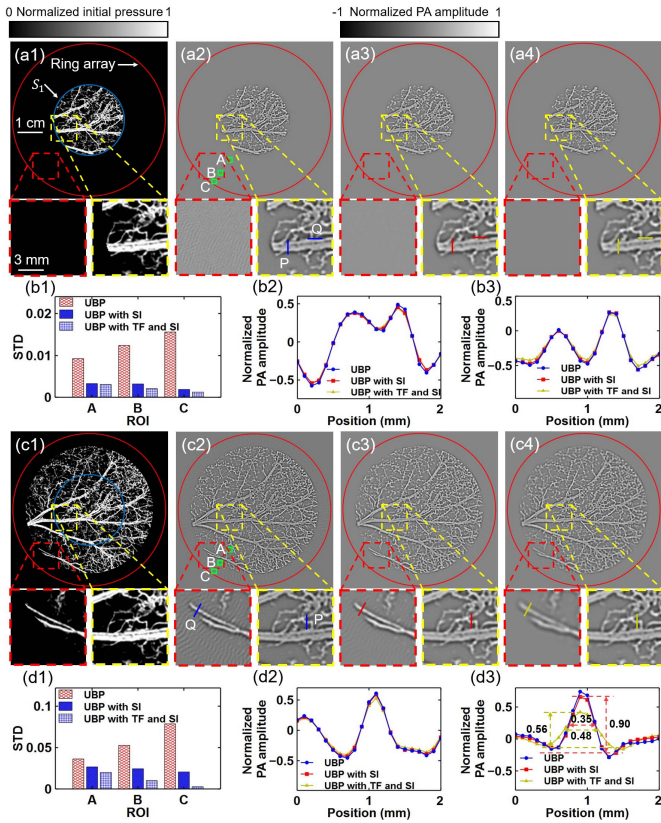 0 Normalized initial pressure 1
-1 Normalized PA amplitude 1
(a1)
Ring array
S1
1 cm
3 mm
(a2)
A
B
C
Q
P
(a3)
(a4)
(b1)
UBP
UBP with SI
UBP with TF and SI
STD
0.02
0.01
0
A B C
ROI
(b2)
Normalized
PA amplitude
0.5
0
−0.5
UBP
UBP with SI
UBP with TF and SI
0 1 2
Position (mm)
(b3)
Normalized
PA amplitude
0.5
0
−0.5
UBP
UBP with SI
UBP with TF and SI
0 1 2
Position (mm)
(c1)
(c2)
A
B
C
Q
P
(c3)
(c4)
(d1)
UBP
UBP with SI
UBP with TF and SI
STD
0.1
0.05
0
A B C
ROI
(d2)
Normalized
PA amplitude
0.5
0
−0.5
UBP
UBP with SI
UBP with TF and SI
0 1 2
Position (mm)
(d3)
Normalized
PA amplitude
0.5
0
−0.5
0.56
0.35
0.48
0.90
UBP
UBP with SI
UBP with TF and SI
0 1 2
Position (mm)